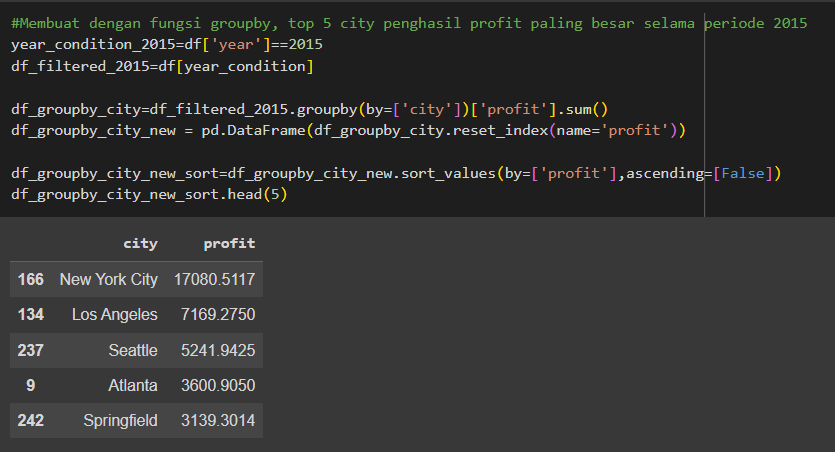 #Membuat dengan fungsi groupby, top 5 city penghasil profit paling besar selama periode 2015
year_condition_2015=df['year']==2015
df_filtered_2015=df[year_condition]
df_groupby_city=df_filtered_2015.groupby(by=['city'])['profit'].sum()
df_groupby_city_new = pd.DataFrame(df_groupby_city.reset_index(name='profit'))
df_groupby_city_new_sort=df_groupby_city_new.sort_values(by=['profit'],ascending=[False])
df_groupby_city_new_sort.head(5)
city profit
166 New York City 17080.5117
134 Los Angeles 7169.2750
237 Seattle 5241.9425
9 Atlanta 3600.9050
242 Springfield 3139.3014